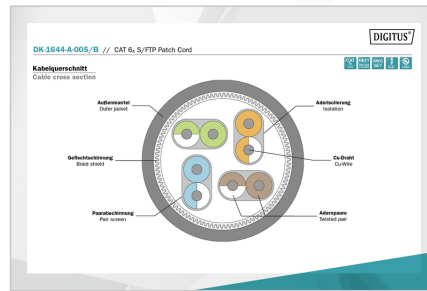 DIGITUS®
DK-1644-A-005/B // CAT 6A S/FTP Patch Cord
Kabelquerschnitt
Cable cross section
Außenmantel
Outer jacket
Aderisolierung
Isolation
Geflechtschirmung
Braid shield
Cu-Draht
Cu-Wire
Paarabschirmung
Pair screen
Adernpaare
Twisted pair